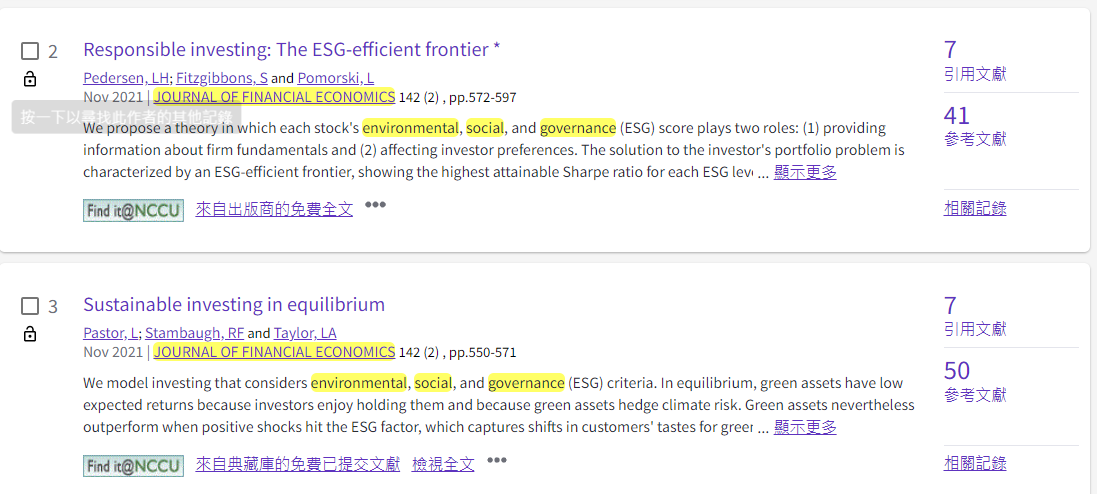 2
Responsible investing: The ESG-efficient frontier *
7
引用文獻
Pedersen, LH; Fitzgibbons, S and Pomorski, L
Nov 2021 | JOURNAL OF FINANCIAL ECONOMICS 142 (2) , pp.572-597
按一下以尋找此作者的其他記錄
We propose a theory in which each stock's environmental, social, and governance (ESG) score plays two roles: (1) providing
information about firm fundamentals and (2) affecting investor preferences. The solution to the investor's portfolio problem is
characterized by an ESG-efficient frontier, showing the highest attainable Sharpe ratio for each ESG leve ... 顯示更多
41
參考文獻
Find it@NCCU 來自出版商的免費全文 •••
相關記錄
3
Sustainable investing in equilibrium
7
引用文獻
Pastor, L; Stambaugh, RF and Taylor, LA
Nov 2021 | JOURNAL OF FINANCIAL ECONOMICS 142 (2) , pp.550-571
We model investing that considers environmental, social, and governance (ESG) criteria. In equilibrium, green assets have low
expected returns because investors enjoy holding them and because green assets hedge climate risk. Green assets nevertheless
outperform when positive shocks hit the ESG factor, which captures shifts in customers' tastes for green ... 顯示更多
50
參考文獻
Find it@NCCU 來自典藏庫的免費已提交文獻 檢視全文 •••
相關記錄